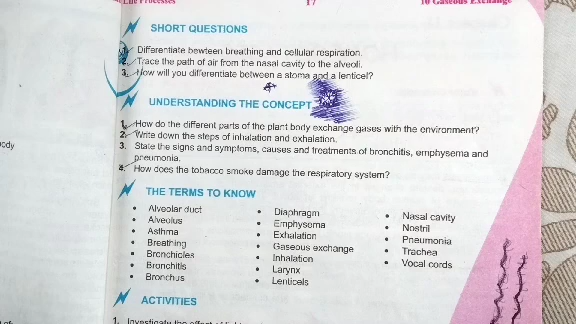 Life Processes
17
10 Gaseous Exchange
SHORT QUESTIONS
1. Differentiate bewteen breathing and cellular respiration.
2. Trace the path of air from the nasal cavity to the alveoli.
3. How will you differentiate between a stoma and a lenticel?
UNDERSTANDING THE CONCEPT
1. How do the different parts of the plant body exchange gases with the environment?
2. Write down the steps of inhalation and exhalation.
3. State the signs and symptoms, causes and treatments of bronchitis, emphysema and
pneumonia.
4. How does the tobacco smoke damage the respiratory system?
THE TERMS TO KNOW
• Alveolar duct
• Alveolus
• Asthma
• Breathing
• Bronchioles
• Bronchitis
• Bronchus
• Diaphragm
• Emphysema
• Exhalation
• Gaseous exchange
• Inhalation
• Larynx
• Lenticels
• Nasal cavity
• Nostril
• Pneumonia
• Trachea
• Vocal cords
ACTIVITIES
1. Investigate the effect of